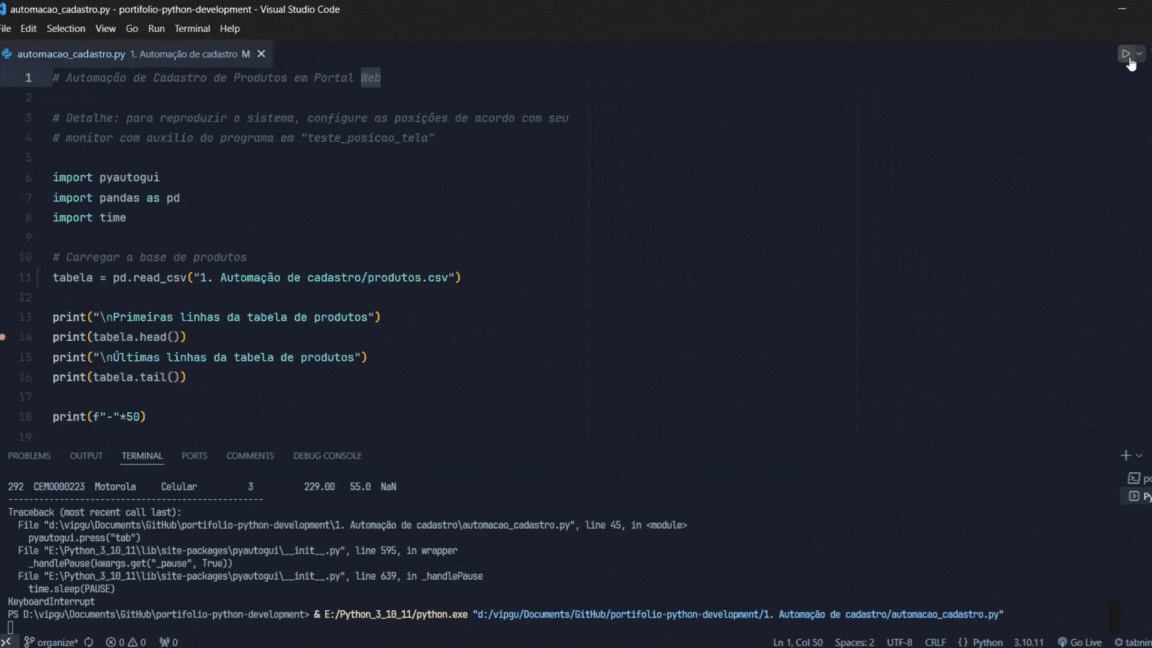 automacao_cadastro.py - portifolio-python-development - Visual Studio Code
File Edit Selection View Go Run Terminal Help
automacao_cadastro.py 1. Automação de cadastro M
1 # Automação de Cadastro de Produtos em Portal Web
2
3 # Detalhe: para reproduzir o sistema, configure as posições de acordo com seu
4 # monitor com auxilio do programa em "teste_posicao_tela"
5
6 import pyautogui
7 import pandas as pd
8 import time
9
10 # Carregar a base de produtos
11 tabela = pd.read_csv("1. Automação de cadastro/produtos.csv")
12
13 print("\nPrimeiras linhas da tabela de produtos")
14 print(tabela.head())
15 print("\nÚltimas linhas da tabela de produtos")
16 print(tabela.tail())
17
18 print(f"-"*50)
19
PROBLEMS OUTPUT TERMINAL PORTS COMMENTS DEBUG CONSOLE
292 CEMO000223 Motorola Celular 3 229.00 55.0 NaN
--------------------------------------------------
Traceback (most recent call last):
File "d:\vipgu\Documents\GitHub\portifolio-python-development\1. Automação de cadastro\automacao_cadastro.py", line 45, in <module>
pyautogui.press("tab")
File "E:\Python_3_10_11\lib\site-packages\pyautogui\__init__.py", line 595, in wrapper
_handlePause(kwargs.get("_pause", True))
File "E:\Python_3_10_11\lib\site-packages\pyautogui\__init__.py", line 639, in _handlePause
time.sleep(PAUSE)
KeyboardInterrupt
PS D:\vipgu\Documents\GitHub\portifolio-python-development> & E:/Python_3_10_11/python.exe "d:/vipgu/Documents/GitHub/portifolio-python-development/1. Automação de cadastro/automacao_cadastro.py"
organize* 0 0 0 Ln 1, Col 50 Spaces: 2 UTF-8 CRLF {} Python 3.10.11 Go Live tabnin